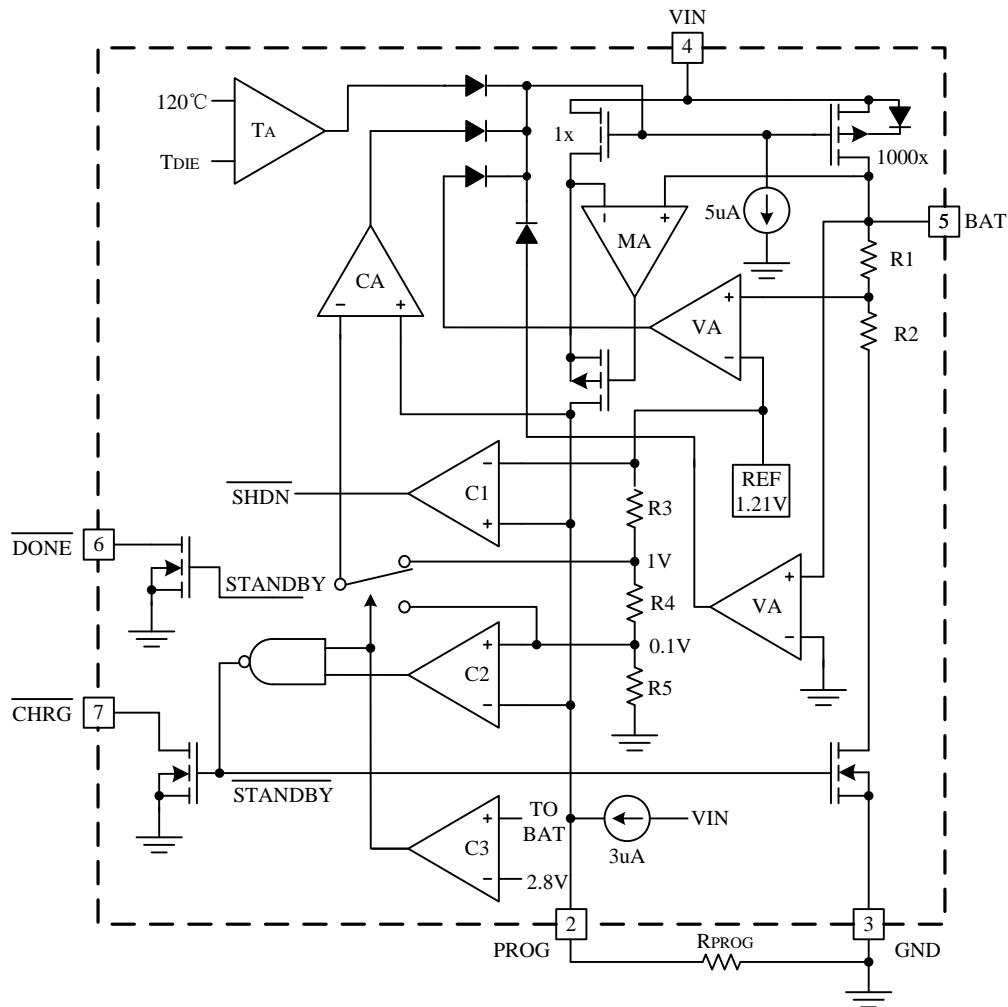 VIN
4
120℃
TDIE
TA
1x
1000x
5uA
5
BAT
MA
- +
CA
- +
VA
+
-
R1
R2
REF
1.21V
SHDN
C1
-
+
R3
1V
DONE
6
STANDBY
R4
VA
+
-
0.1V
C2
+
-
R5
CHRG
7
STANDBY
C3
+
-
TO
BAT
2.8V
3uA
VIN
2
PROG
RPROG
3
GND